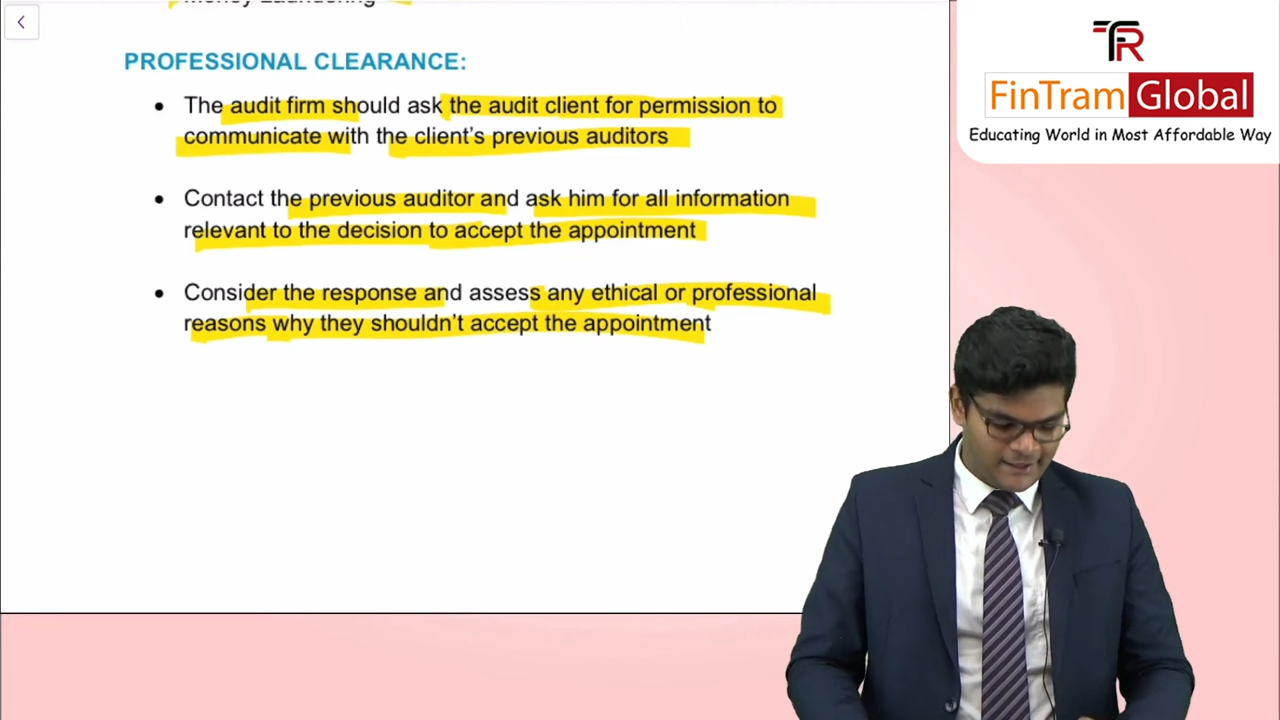 Money Laundering
PROFESSIONAL CLEARANCE:
• The audit firm should ask the audit client for permission to
communicate with the client's previous auditors
• Contact the previous auditor and ask him for all information
relevant to the decision to accept the appointment
• Consider the response and assess any ethical or professional
reasons why they shouldn't accept the appointment
TR
FinTram Global
Educating World in Most Affordable Way